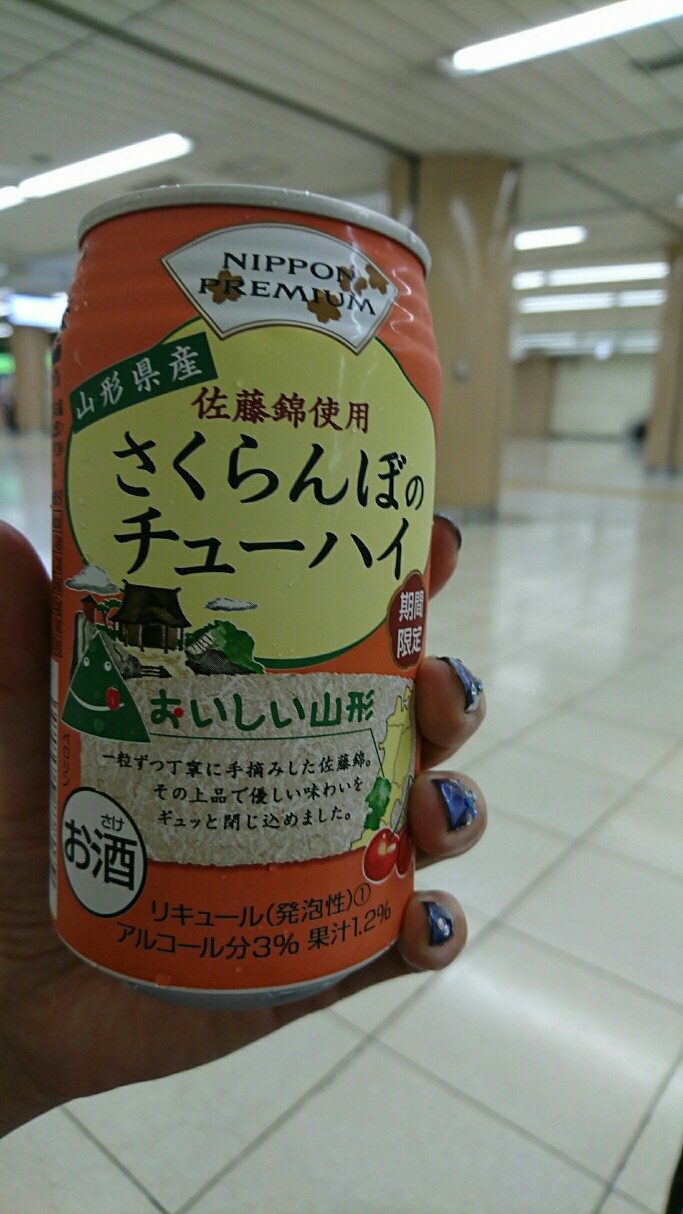 NIPPON
PREMIUM
山形県産
佐藤錦使用
さくらんぼの
チューハイ
期間
限定
おいしい山形
ペロリン
一粒ずつ丁寧に手摘みした佐藤錦。
その上品で優しい味わいを
ギュッと閉じ込めました。
さけ
お酒
リキュール(発泡性)①
アルコール分3% 果汁1.2%